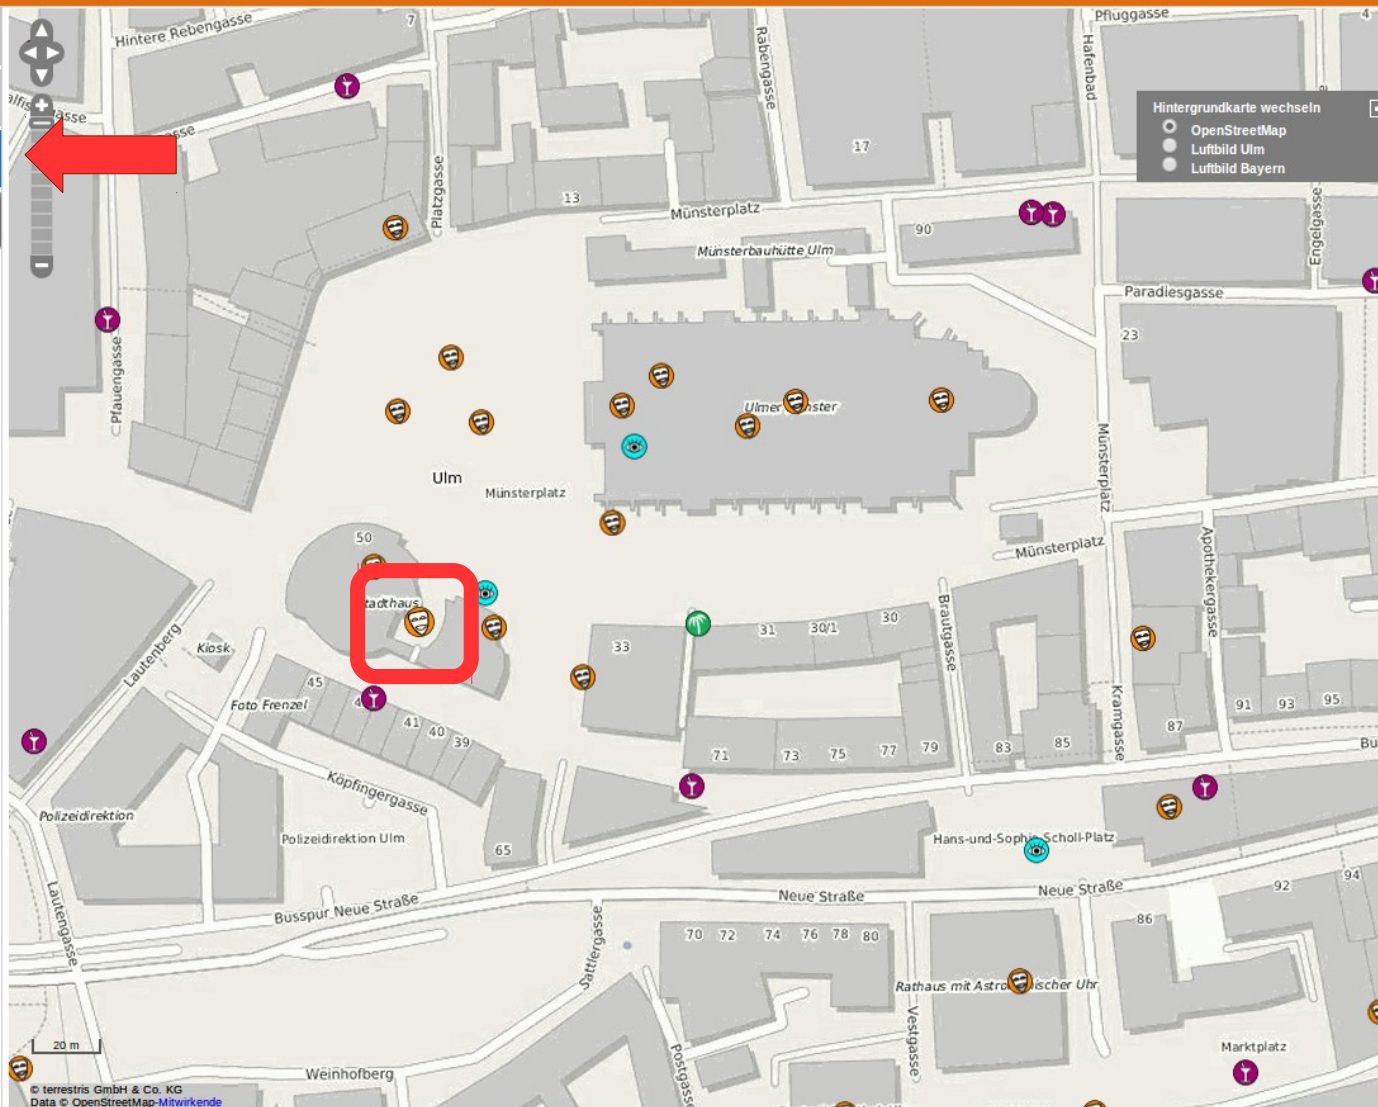 Hintere Rebengasse
7
Pfluggasse
4
Rabengasse
Hafenbad
Hintergrundkarte wechseln
OpenStreetMap
Luftbild Ulm
Luftbild Bayern
17
Platzgasse
13
Münsterplatz
90
Engelgasse
Münsterbauhütte Ulm
Paradiesgasse
23
Pfauengasse
Ulmer
Ulm
Münsterplatz
Münsterplatz
50
Münsterplatz
Apothekergasse
Brautgasse
31
30/1
30
33
Kiosk
Lautenberg
45
Foto Frenzel
41
40
39
Kramgasse
91
93
95
87
71
73
75
77
79
83
85
Köpfingergasse
Polizeidirektion
Polizeidirektion Ulm
65
Hans-und-Sophie-Scholl-Platz
Lautengasse
Busspur Neue Straße
Neue Straße
Neue Straße
92
94
86
70
72
74
76
78
80
Sattlergasse
Rathaus mit Astronomischer Uhr
Vestgasse
20 m
Postgasse
Marktplatz
Weinhofberg
© terrestris GmbH & Co. KG
Data © OpenStreetMap-Mitwirkende